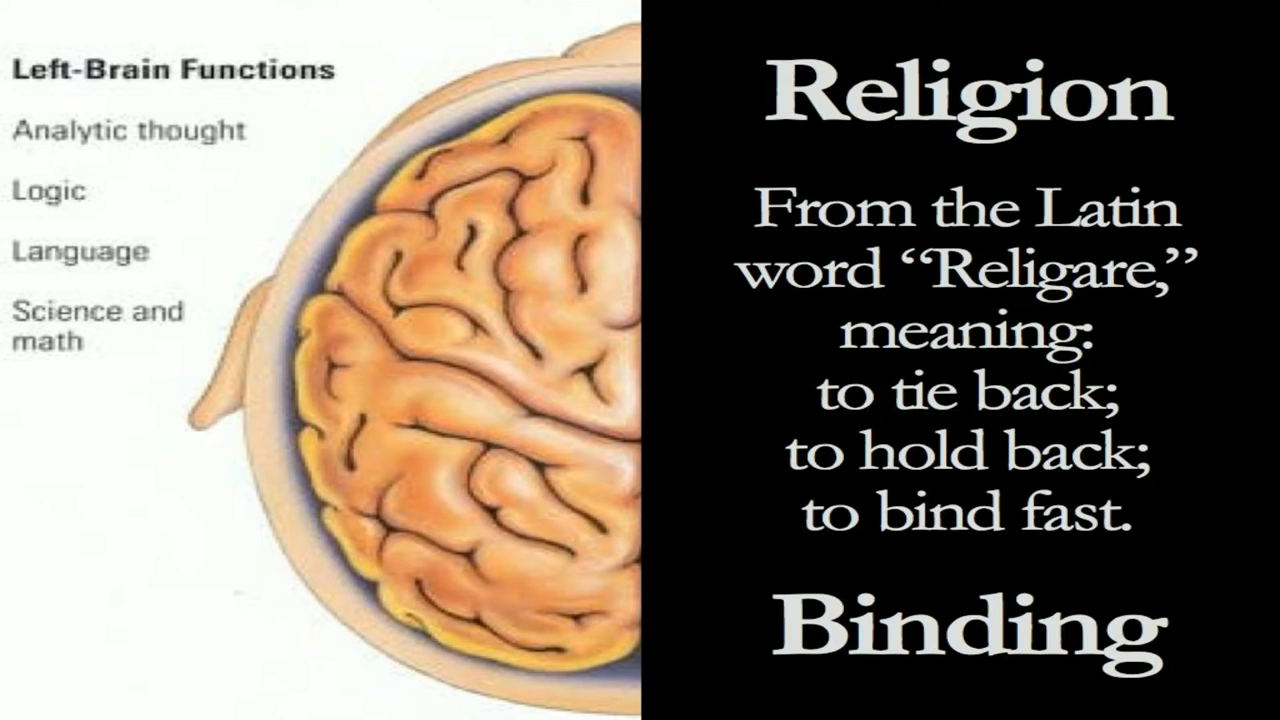 Left-Brain Functions
Analytic thought
Logic
Language
Science and
math
Religion
From the Latin
word “Religare,”
meaning:
to tie back;
to hold back;
to bind fast.
Binding